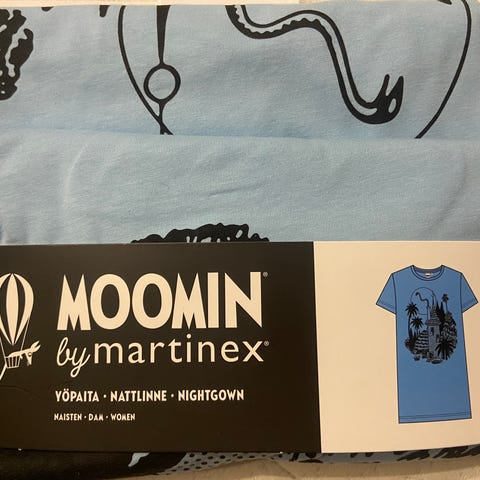 MOOMIN®
by martinex®
YÖPAITA · NATTLINNE · NIGHTGOWN
NAISTEN · DAM · WOMEN